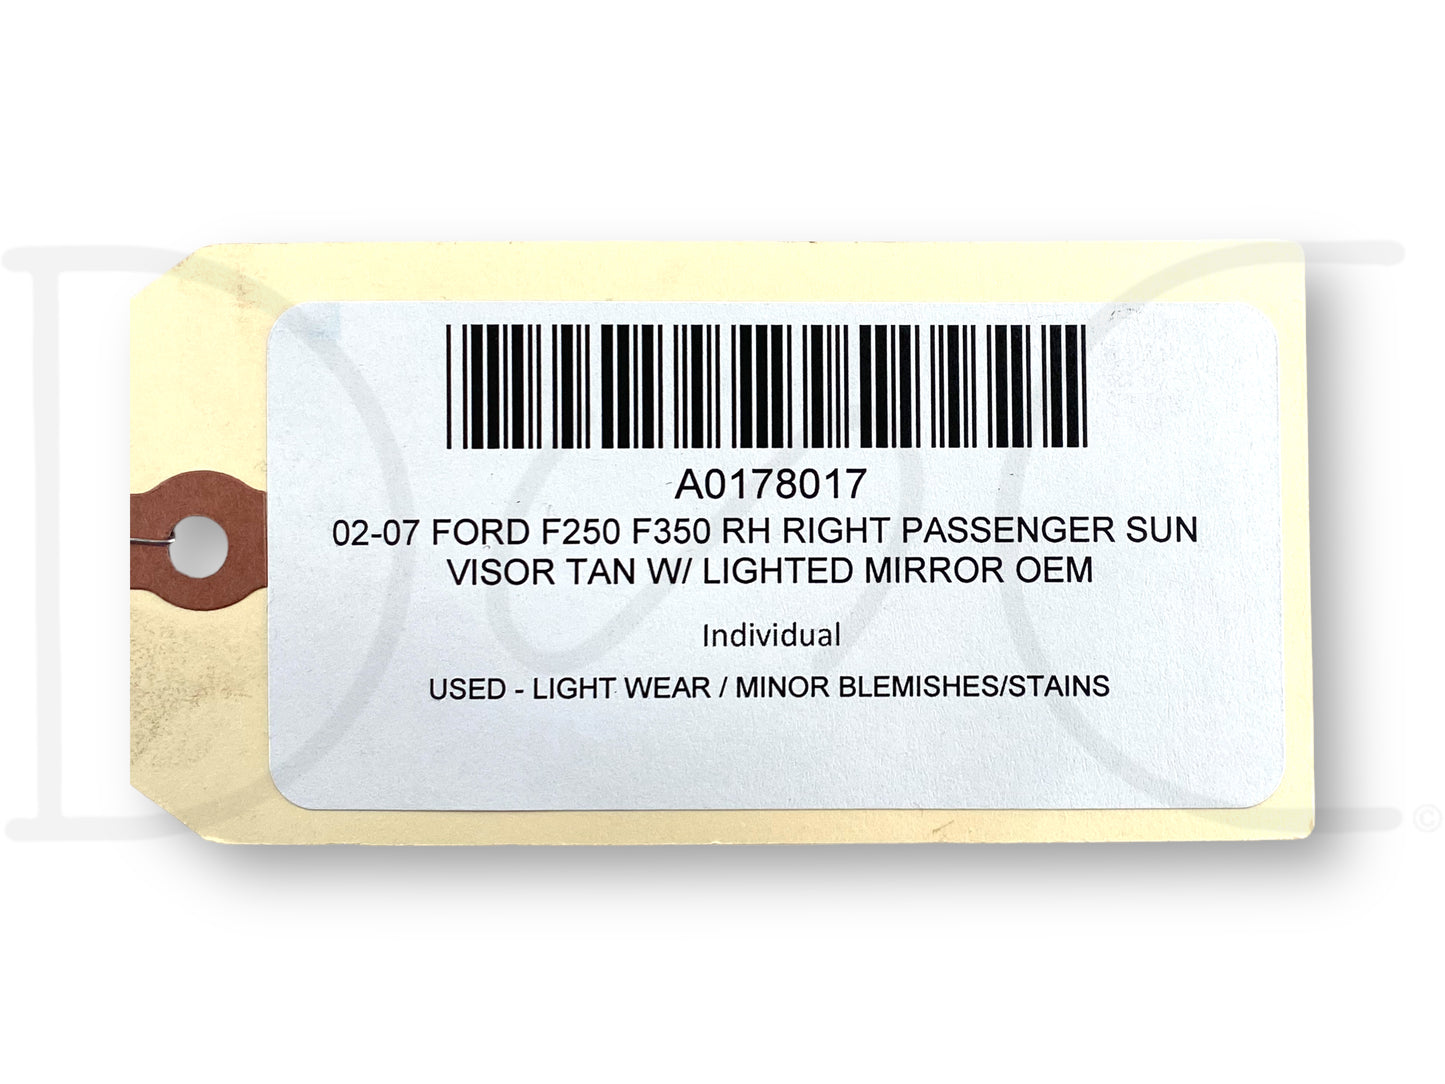 A0178017
02-07 FORD F250 F350 RH RIGHT PASSENGER SUN
VISOR TAN W/ LIGHTED MIRROR OEM
Individual
USED - LIGHT WEAR / MINOR BLEMISHES/STAINS
©